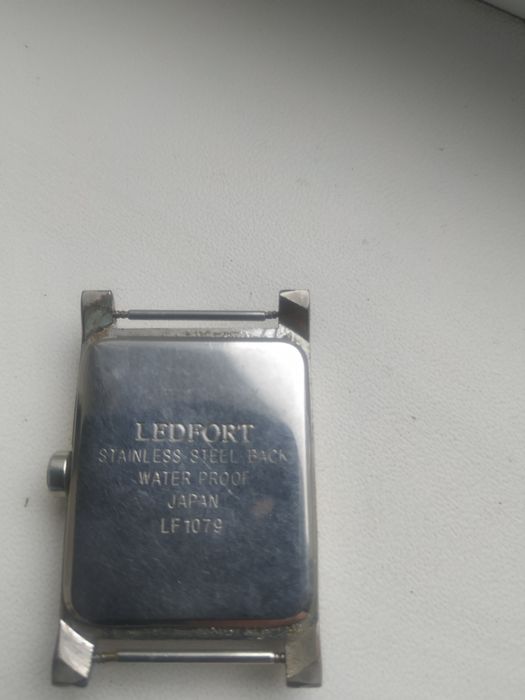 LEDFORT
STAINLESS STEEL BACK
WATER PROOF
JAPAN
LF1079